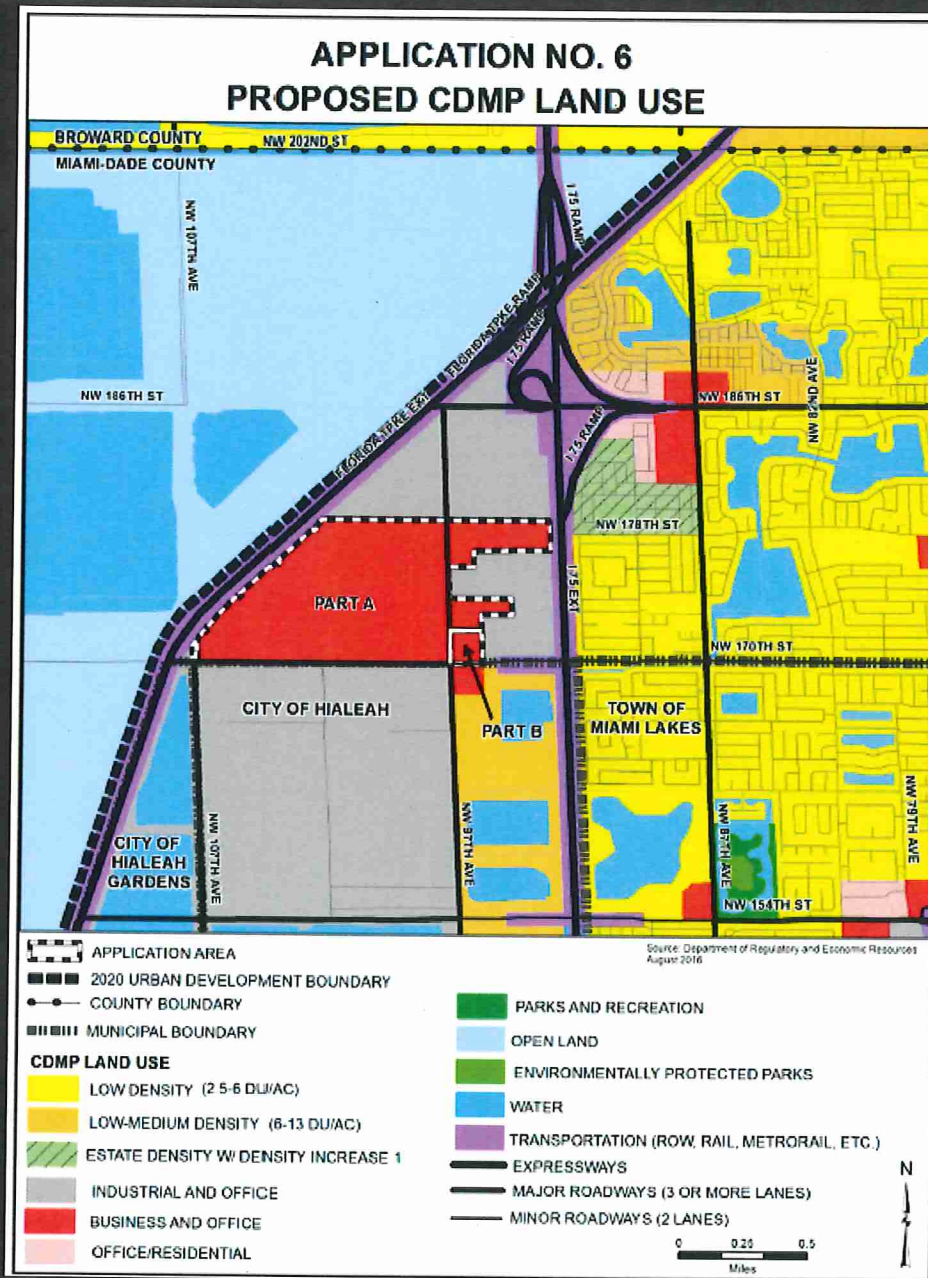 APPLICATION NO. 6
PROPOSED CDMP LAND USE
BROWARD COUNTY
NW 202ND ST
MIAMI-DADE COUNTY
NW 107TH AVE
I75 RAMP
FLORIDA TPKE RAMP
I75 RAMP
NW 186TH ST
NW 186TH ST
NW 82ND AVE
FLORIDA TPKE EXT
I75 RAMP
NW 178TH ST
PART A
I75 EXT
NW 170TH ST
CITY OF HIALEAH
PART B
TOWN OF
MIAMI LAKES
CITY OF
HIALEAH
GARDENS
NW 107TH AVE
NW 97TH AVE
NW 87TH AVE
NW 79TH AVE
NW 154TH ST
Source: Department of Regulatory and Economic Resources
August 2016
APPLICATION AREA
2020 URBAN DEVELOPMENT BOUNDARY
COUNTY BOUNDARY
MUNICIPAL BOUNDARY
CDMP LAND USE
LOW DENSITY (2.5-6 DU/AC)
LOW-MEDIUM DENSITY (6-13 DU/AC)
ESTATE DENSITY W/ DENSITY INCREASE 1
INDUSTRIAL AND OFFICE
BUSINESS AND OFFICE
OFFICE/RESIDENTIAL
PARKS AND RECREATION
OPEN LAND
ENVIRONMENTALLY PROTECTED PARKS
WATER
TRANSPORTATION (ROW, RAIL, METRORAIL, ETC.)
EXPRESSWAYS
MAJOR ROADWAYS (3 OR MORE LANES)
MINOR ROADWAYS (2 LANES)
N
0 0.25 0.5
Miles